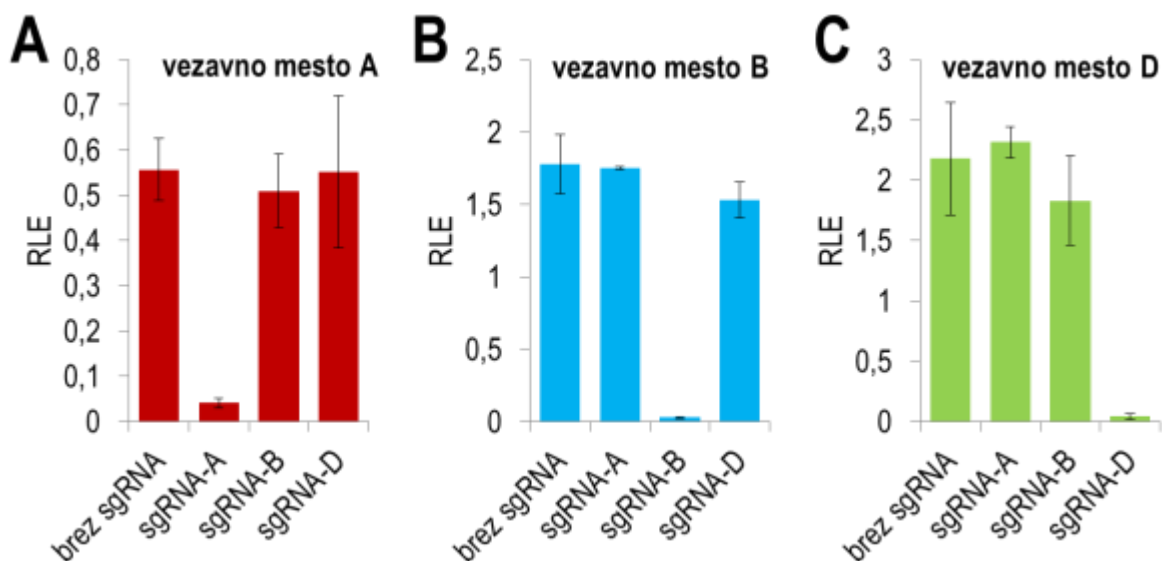 A
vezavno mesto A
RLE
0,8
0,7
0,6
0,5
0,4
0,3
0,2
0,1
0
brez sgRNA
sgRNA-A
sgRNA-B
sgRNA-D
B
vezavno mesto B
RLE
2,5
2
1,5
1
0,5
0
brez sgRNA
sgRNA-A
sgRNA-B
sgRNA-D
C
vezavno mesto D
RLE
3
2,5
2
1,5
1
0,5
0
brez sgRNA
sgRNA-A
sgRNA-B
sgRNA-D